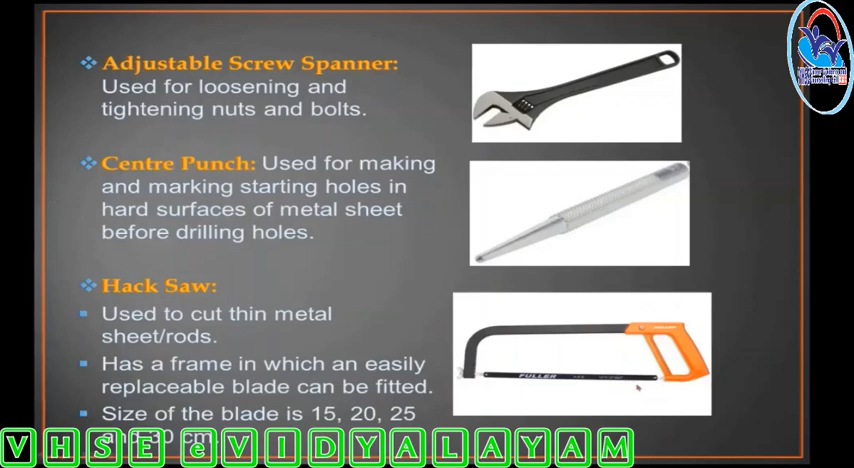 Adjustable Screw Spanner:
Used for loosening and
tightening nuts and bolts.
Centre Punch: Used for making
and marking starting holes in
hard surfaces of metal sheet
before drilling holes.
Hack Saw:
Used to cut thin metal
sheet/rods.
Has a frame in which an easily
replaceable blade can be fitted.
FULLER
Size of the blade is 15, 20, 25
and 30 cm.
VHSE eVIDYALAYAM